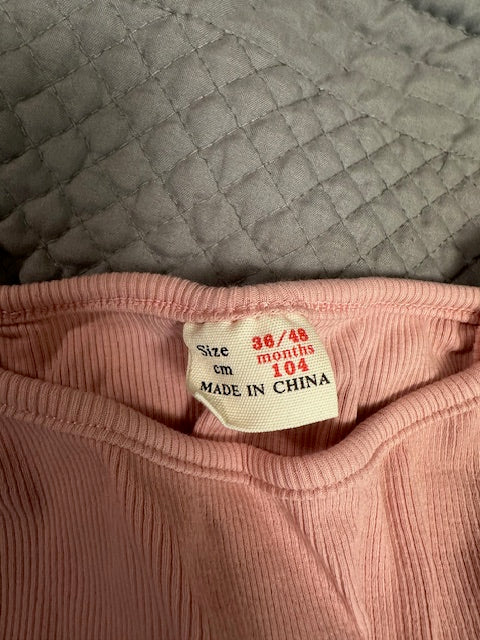 Size 36/48
months
cm 104
MADE IN CHINA